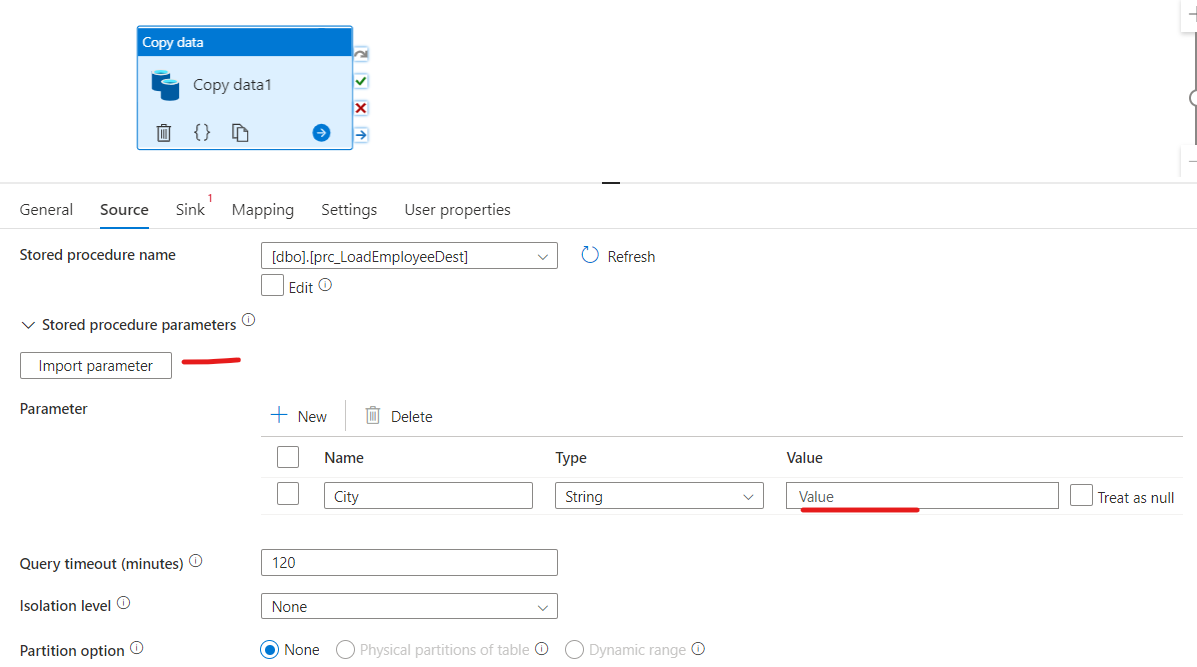 Copy data
Copy data1
{}
General Source Sink 1 Mapping Settings User properties
Stored procedure name [dbo].[prc_LoadEmployeeDest] Refresh
Edit
Stored procedure parameters
Import parameter
Parameter New Delete
Name Type Value
City String Value Treat as null
Query timeout (minutes) 120
Isolation level None
Partition option None Physical partitions of table Dynamic range